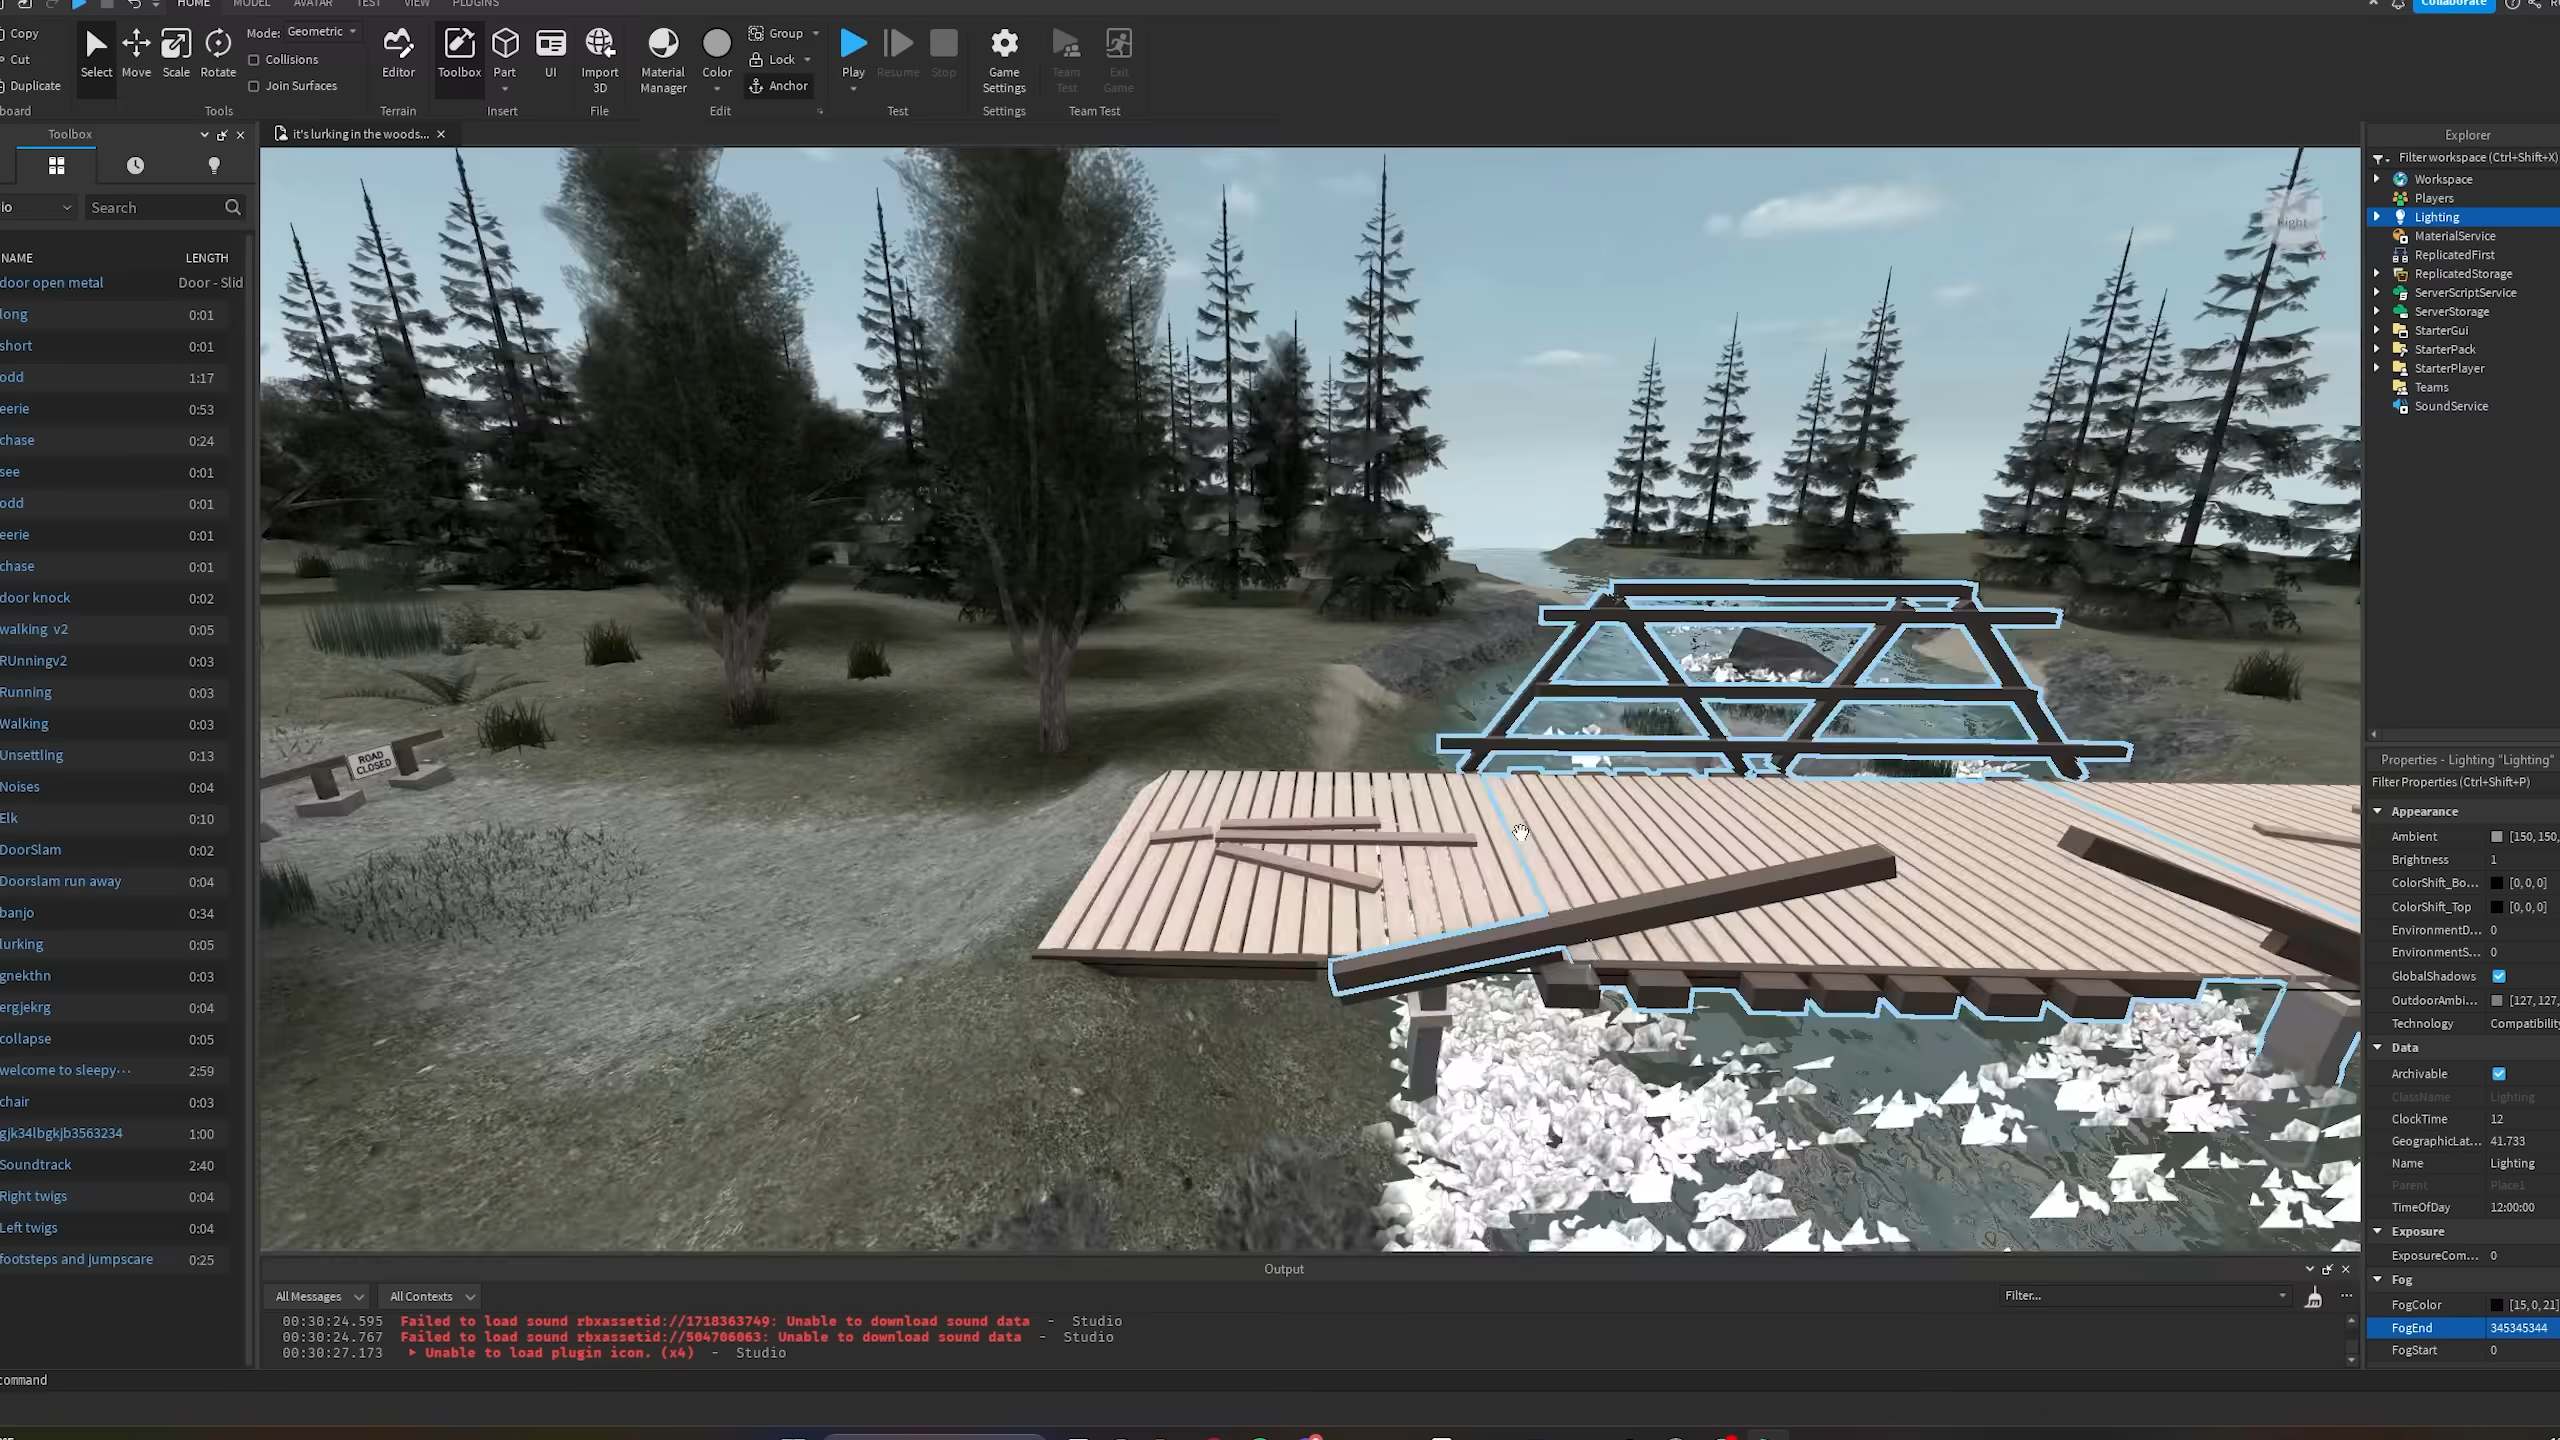 HOME MODEL AVATAR TEST VIEW PLUGINS
Collaborate
Copy
Cut
Duplicate
Select Move Scale Rotate
Mode: Geometric
Collisions
Join Surfaces
Tools
Editor
Terrain
Toolbox Part UI
Insert
Import
3D
File
Material
Manager
Color
Group
Lock
Anchor
Edit
Play Resume Stop
Test
Game
Settings
Settings
Team
Test
Exit
Game
Team Test
Toolbox
it's lurking in the woods...
Search
NAME LENGTH
door open metal Door - Slid
long 0:01
short 0:01
odd 1:17
eerie 0:53
chase 0:24
see 0:01
odd 0:01
eerie 0:01
chase 0:01
door knock 0:02
walking v2 0:05
RUnningv2 0:03
Running 0:03
Walking 0:03
Unsettling 0:13
Noises 0:04
Elk 0:10
DoorSlam 0:02
Doorslam run away 0:04
banjo 0:34
lurking 0:05
gnekthn 0:03
ergjekrg 0:04
collapse 0:05
welcome to sleepy... 2:59
chair 0:03
gjk34lbgkjb3563234 1:00
Soundtrack 2:40
Right twigs 0:04
Left twigs 0:04
footsteps and jumpscare 0:25
ROAD
CLOSED
Right
Output
All Messages All Contexts Filter...
00:30:24.595 Failed to load sound rbxassetid://1718363749: Unable to download sound data - Studio
00:30:24.767 Failed to load sound rbxassetid://504706063: Unable to download sound data - Studio
00:30:27.173 Unable to load plugin icon. (x4) - Studio
Explorer
Filter workspace (Ctrl+Shift+X)
Workspace
Players
Lighting
MaterialService
ReplicatedFirst
ReplicatedStorage
ServerScriptService
ServerStorage
StarterGui
StarterPack
StarterPlayer
Teams
SoundService
Properties - Lighting "Lighting"
Filter Properties (Ctrl+Shift+P)
Appearance
Ambient [150, 150,
Brightness 1
ColorShift_Bo... [0, 0, 0]
ColorShift_Top [0, 0, 0]
EnvironmentD... 0
EnvironmentS... 0
GlobalShadows
OutdoorAmbi... [127, 127,
Technology Compatibility
Data
Archivable
ClassName Lighting
ClockTime 12
GeographicLat... 41.733
Name Lighting
Parent Place1
TimeOfDay 12:00:00
Exposure
ExposureCom... 0
Fog
FogColor [15, 0, 21]
FogEnd 345345344
FogStart 0